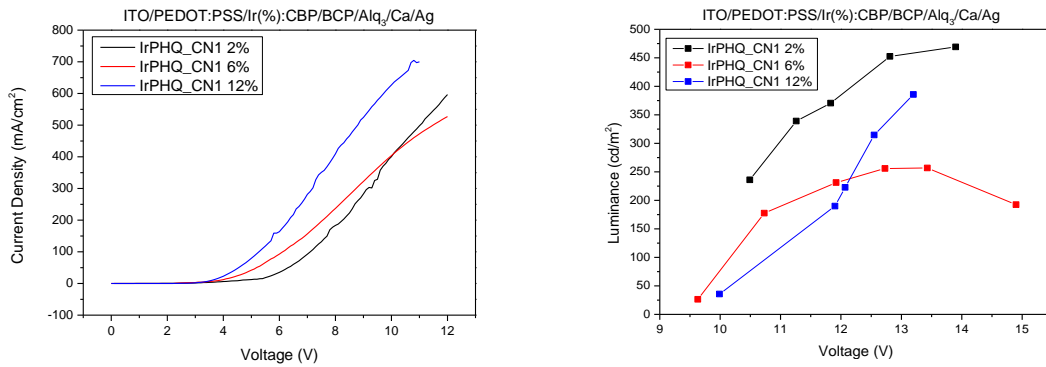 ITO/PEDOT:PSS/Ir(%):CBP/BCP/Alq₃/Ca/Ag
IrPHQ_CN1 2%
IrPHQ_CN1 6%
IrPHQ_CN1 12%
800
700
600
500
400
300
200
100
0
-100
0 2 4 6 8 10 12
Current Density (mA/cm²)
Voltage (V)
ITO/PEDOT:PSS/Ir(%):CBP/BCP/Alq₃/Ca/Ag
IrPHQ_CN1 2%
IrPHQ_CN1 6%
IrPHQ_CN1 12%
500
450
400
350
300
250
200
150
100
50
0
9 10 11 12 13 14 15
Luminance (cd/m²)
Voltage (V)